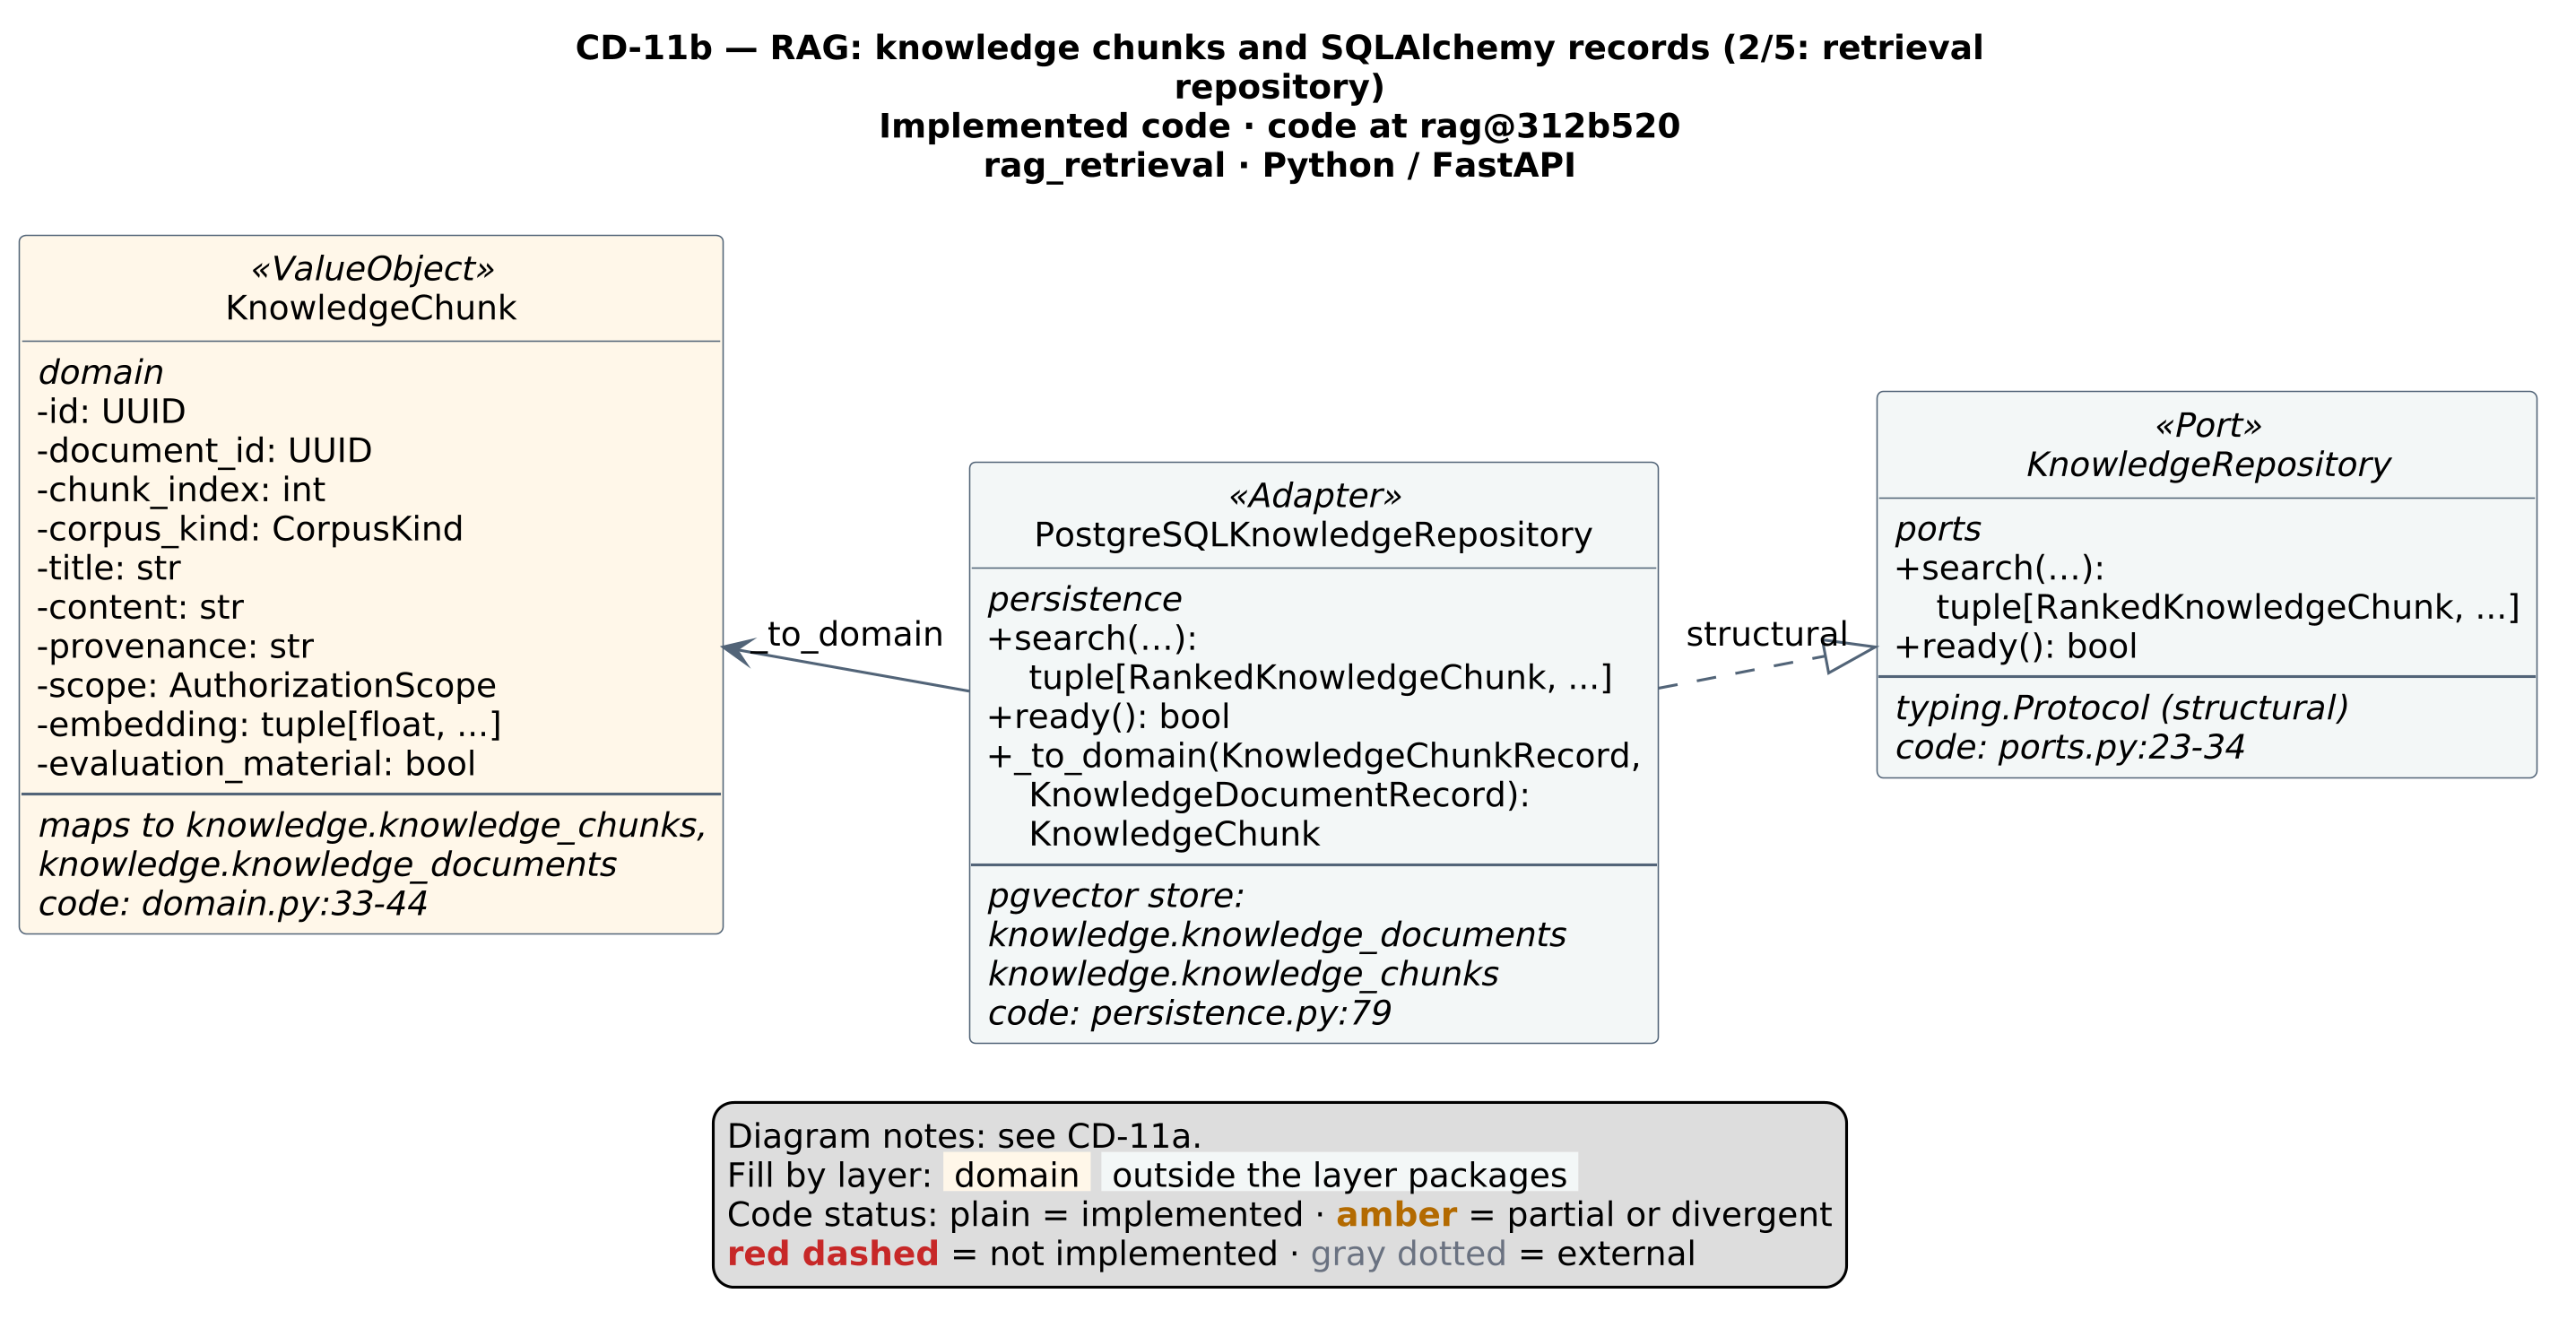 CD-11b — RAG: knowledge chunks and SQLAlchemy records (2/5: retrieval
repository)
Implemented code · code at rag@312b520
rag_retrieval · Python / FastAPI
«ValueObject»
KnowledgeChunk
domain
-id: UUID
-document_id: UUID
-chunk_index: int
-corpus_kind: CorpusKind
-title: str
-content: str
-provenance: str
-scope: AuthorizationScope
-embedding: tuple[float, ...]
-evaluation_material: bool
maps to knowledge.knowledge_chunks,
knowledge.knowledge_documents
code: domain.py:33-44
_to_domain
«Adapter»
PostgreSQLKnowledgeRepository
persistence
+search(...):
tuple[RankedKnowledgeChunk, ...]
+ready(): bool
+_to_domain(KnowledgeChunkRecord,
KnowledgeDocumentRecord):
KnowledgeChunk
pgvector store:
knowledge.knowledge_documents
knowledge.knowledge_chunks
code: persistence.py:79
structural
«Port»
KnowledgeRepository
ports
+search(...):
tuple[RankedKnowledgeChunk, ...]
+ready(): bool
typing.Protocol (structural)
code: ports.py:23-34
Diagram notes: see CD-11a.
Fill by layer: domain outside the layer packages
Code status: plain = implemented · amber = partial or divergent
red dashed = not implemented · gray dotted = external